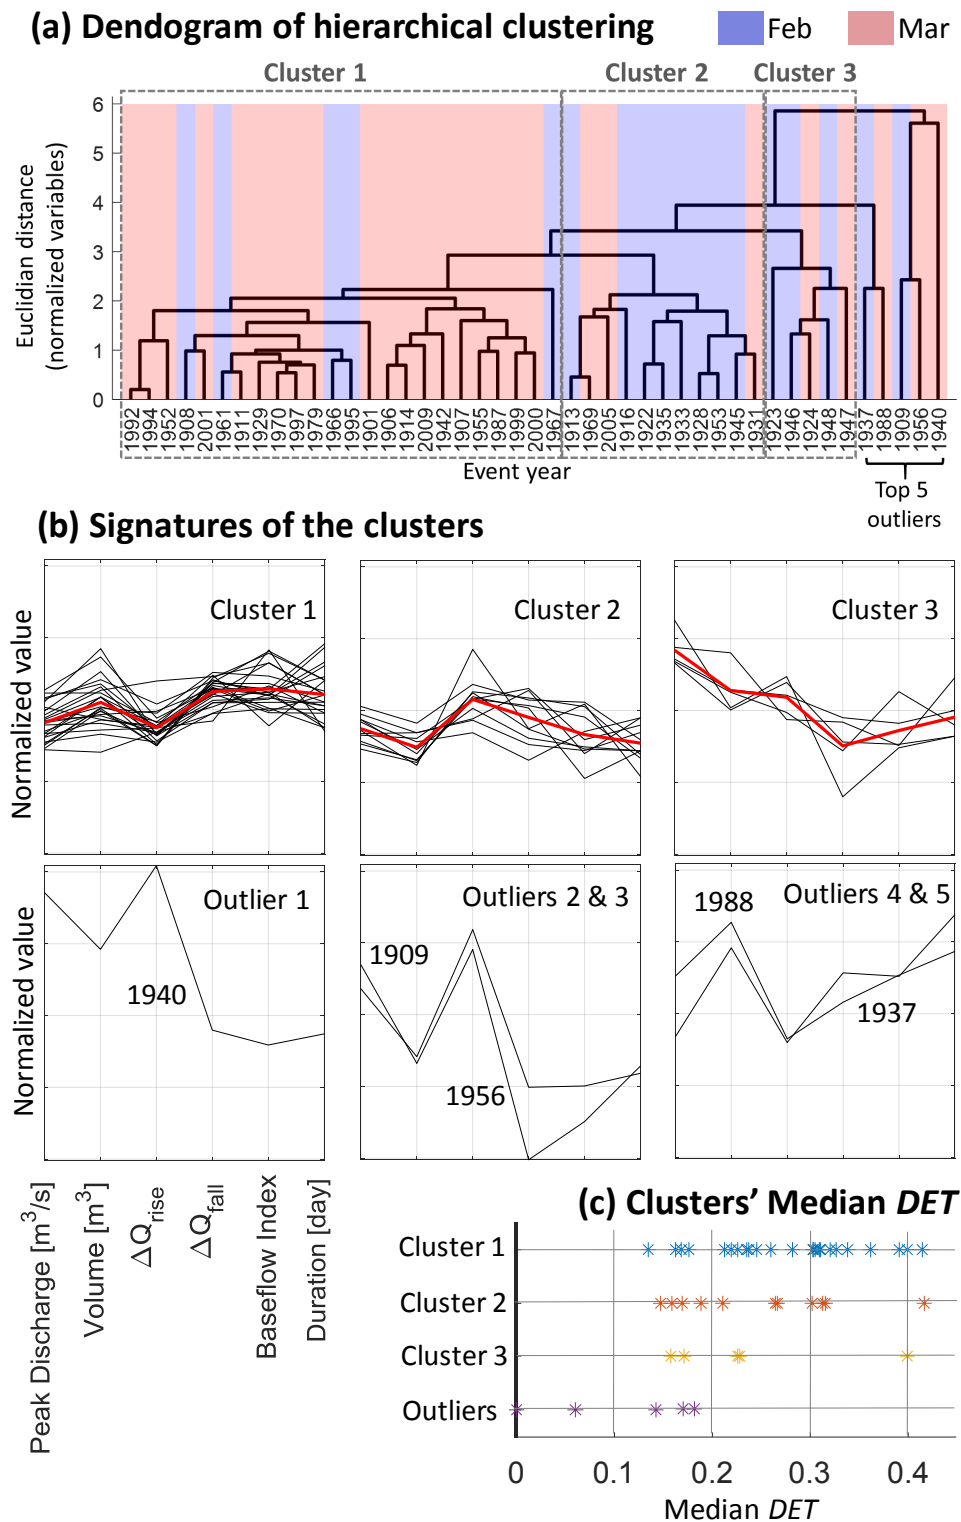 (a) Dendogram of hierarchical clustering
Feb
Mar
Cluster 1
Cluster 2
Cluster 3
Euclidian distance
(normalized variables)
6
5
4
3
2
1
0
1992
1994
1952
1908
2001
1961
1911
1929
1970
1997
1979
1966
1995
1901
1906
1914
2009
1942
1907
1955
1987
1999
2000
1967
1913
1969
2005
1916
1922
1935
1933
1928
1953
1945
1931
1923
1946
1924
1948
1947
1937
1988
1909
1956
1940
Event year
Top 5
outliers
(b) Signatures of the clusters
Normalized value
Cluster 1
Cluster 2
Cluster 3
Normalized value
Outlier 1
1940
Outliers 2 & 3
1909
1956
Outliers 4 & 5
1988
1937
Peak Discharge [m³/s]
Volume [m³]
ΔQrise
ΔQfall
Baseflow Index
Duration [day]
(c) Clusters' Median DET
Cluster 1
Cluster 2
Cluster 3
Outliers
0
0.1
0.2
0.3
0.4
Median DET